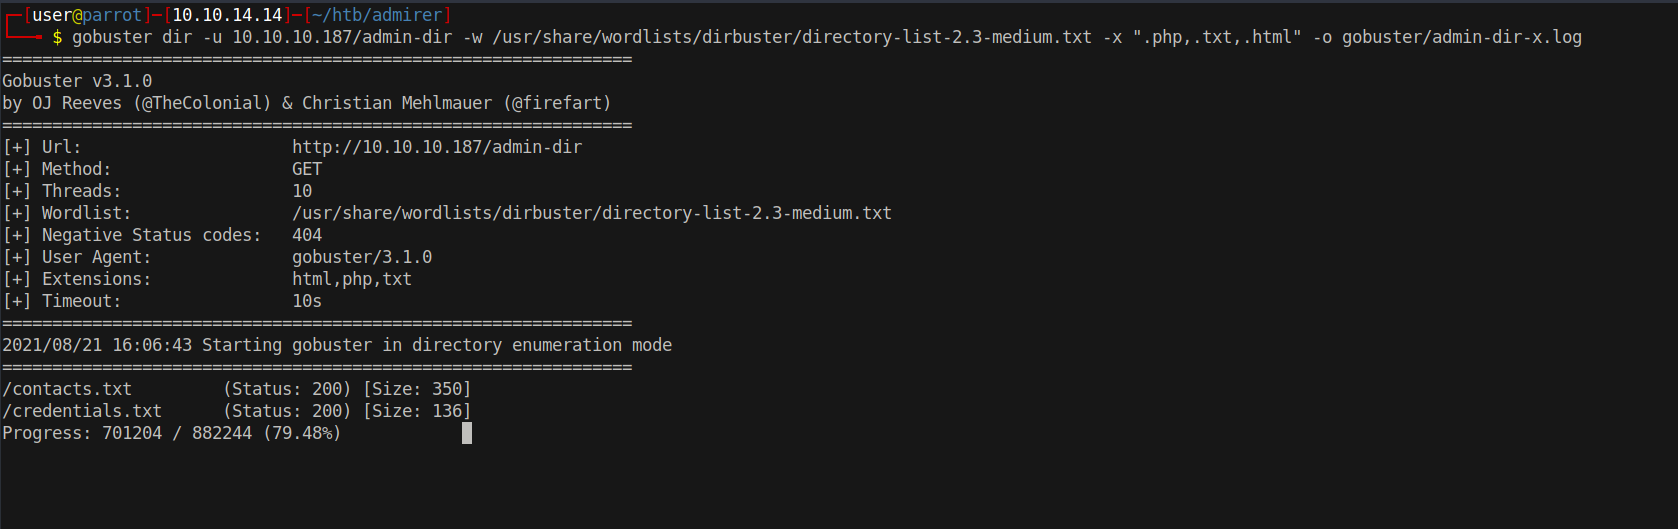 ┌─[user@parrot]─[10.10.14.14]─[~/htb/admirer]
└──╼ $ gobuster dir -u 10.10.10.187/admin-dir -w /usr/share/wordlists/dirbuster/directory-list-2.3-medium.txt -x ".php,.txt,.html" -o gobuster/admin-dir-x.log
===============================================================
Gobuster v3.1.0
by OJ Reeves (@TheColonial) & Christian Mehlmauer (@firefart)
===============================================================
[+] Url:                     http://10.10.10.187/admin-dir
[+] Method:                  GET
[+] Threads:                 10
[+] Wordlist:                /usr/share/wordlists/dirbuster/directory-list-2.3-medium.txt
[+] Negative Status codes:   404
[+] User Agent:              gobuster/3.1.0
[+] Extensions:              html,php,txt
[+] Timeout:                 10s
===============================================================
2021/08/21 16:06:43 Starting gobuster in directory enumeration mode
===============================================================
/contacts.txt         (Status: 200) [Size: 350]
/credentials.txt      (Status: 200) [Size: 136]
Progress: 701204 / 882244 (79.48%)